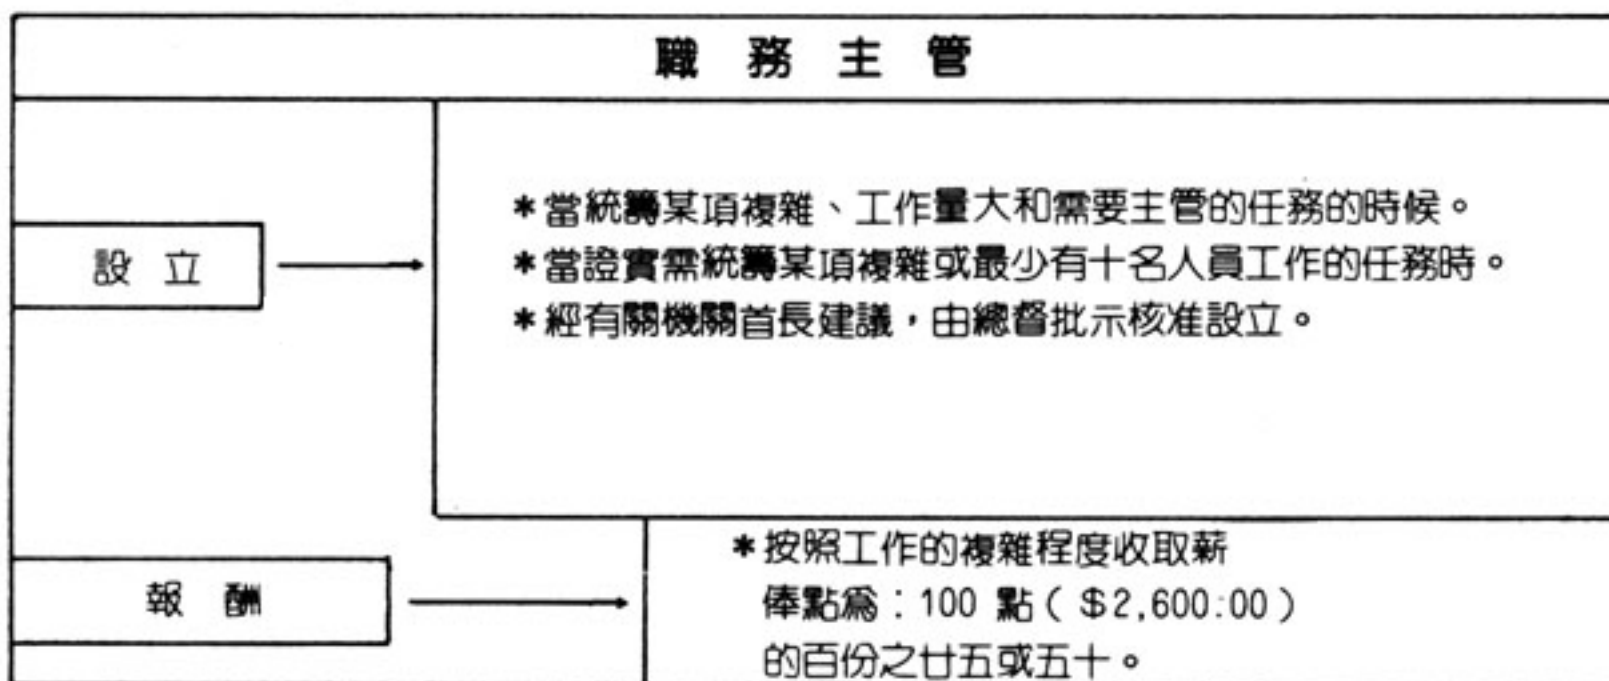 職務主管
設立
*當統籌某項複雜、工作量大和需要主管的任務的時候。
*當證實需統籌某項複雜或最少有十名人員工作的任務時。
*經有關機關首長建議，由總督批示核准設立。
報酬
*按照工作的複雜程度收取薪
俸點爲：100 點（$2,600.00）
的百份之廿五或五十。